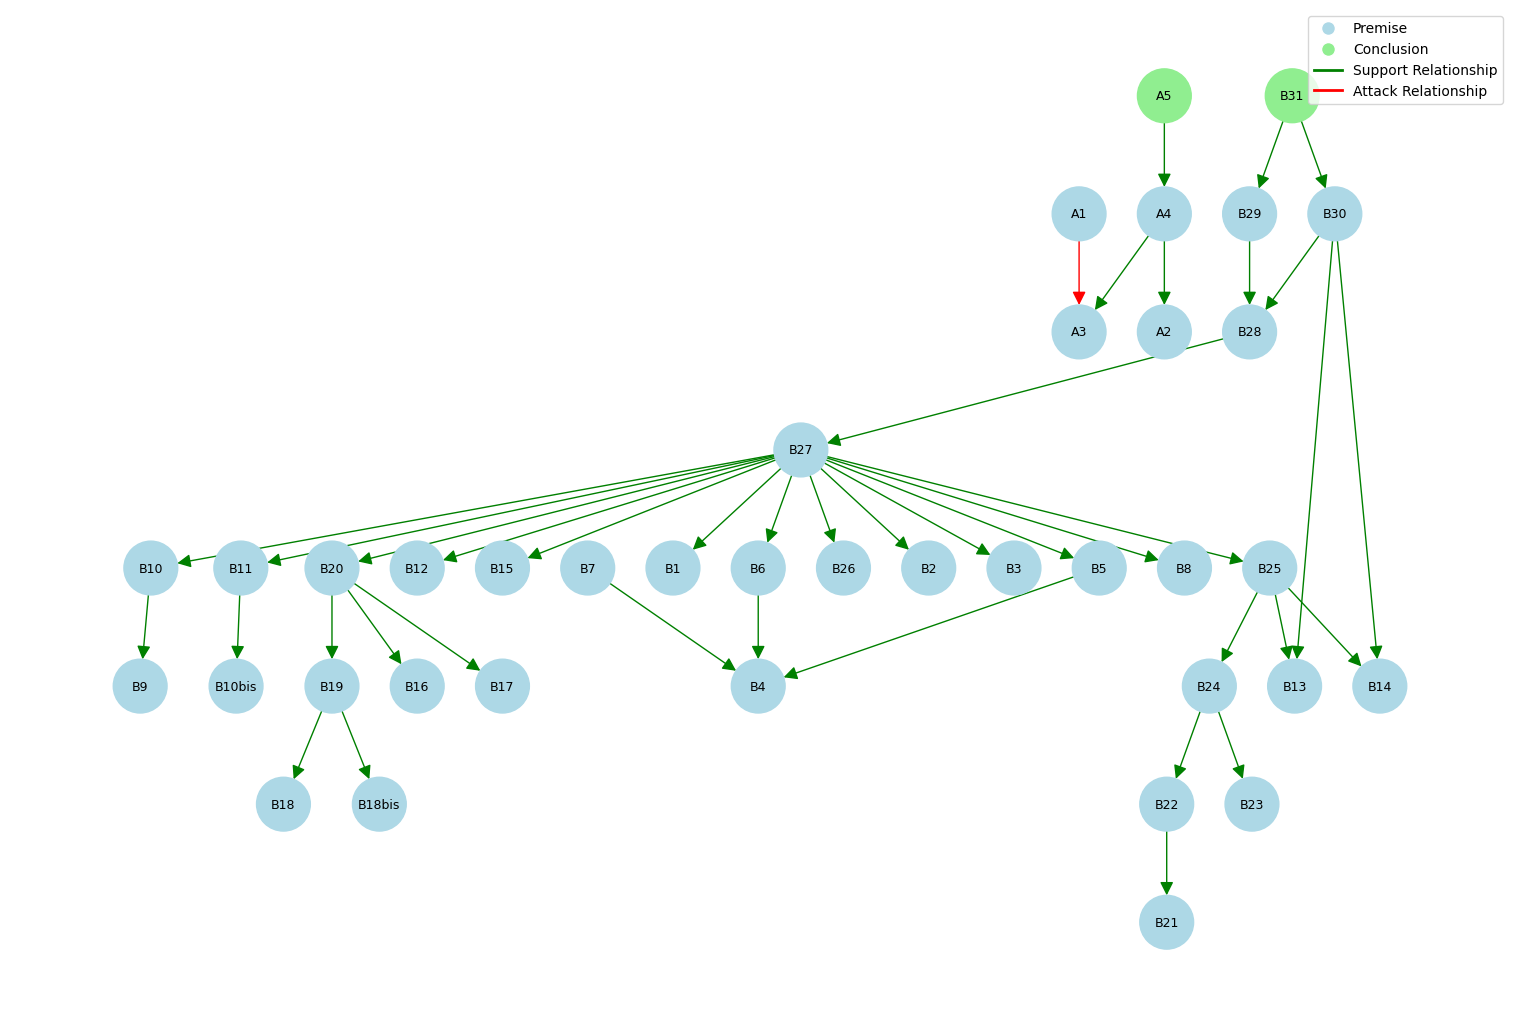 Premise
Conclusion
Support Relationship
Attack Relationship
A5
B31
A1
A4
B29
B30
A3
A2
B28
B27
B10
B11
B20
B12
B15
B7
B1
B6
B26
B2
B3
B5
B8
B25
B9
B10bis
B19
B16
B17
B4
B24
B13
B14
B18
B18bis
B22
B23
B21